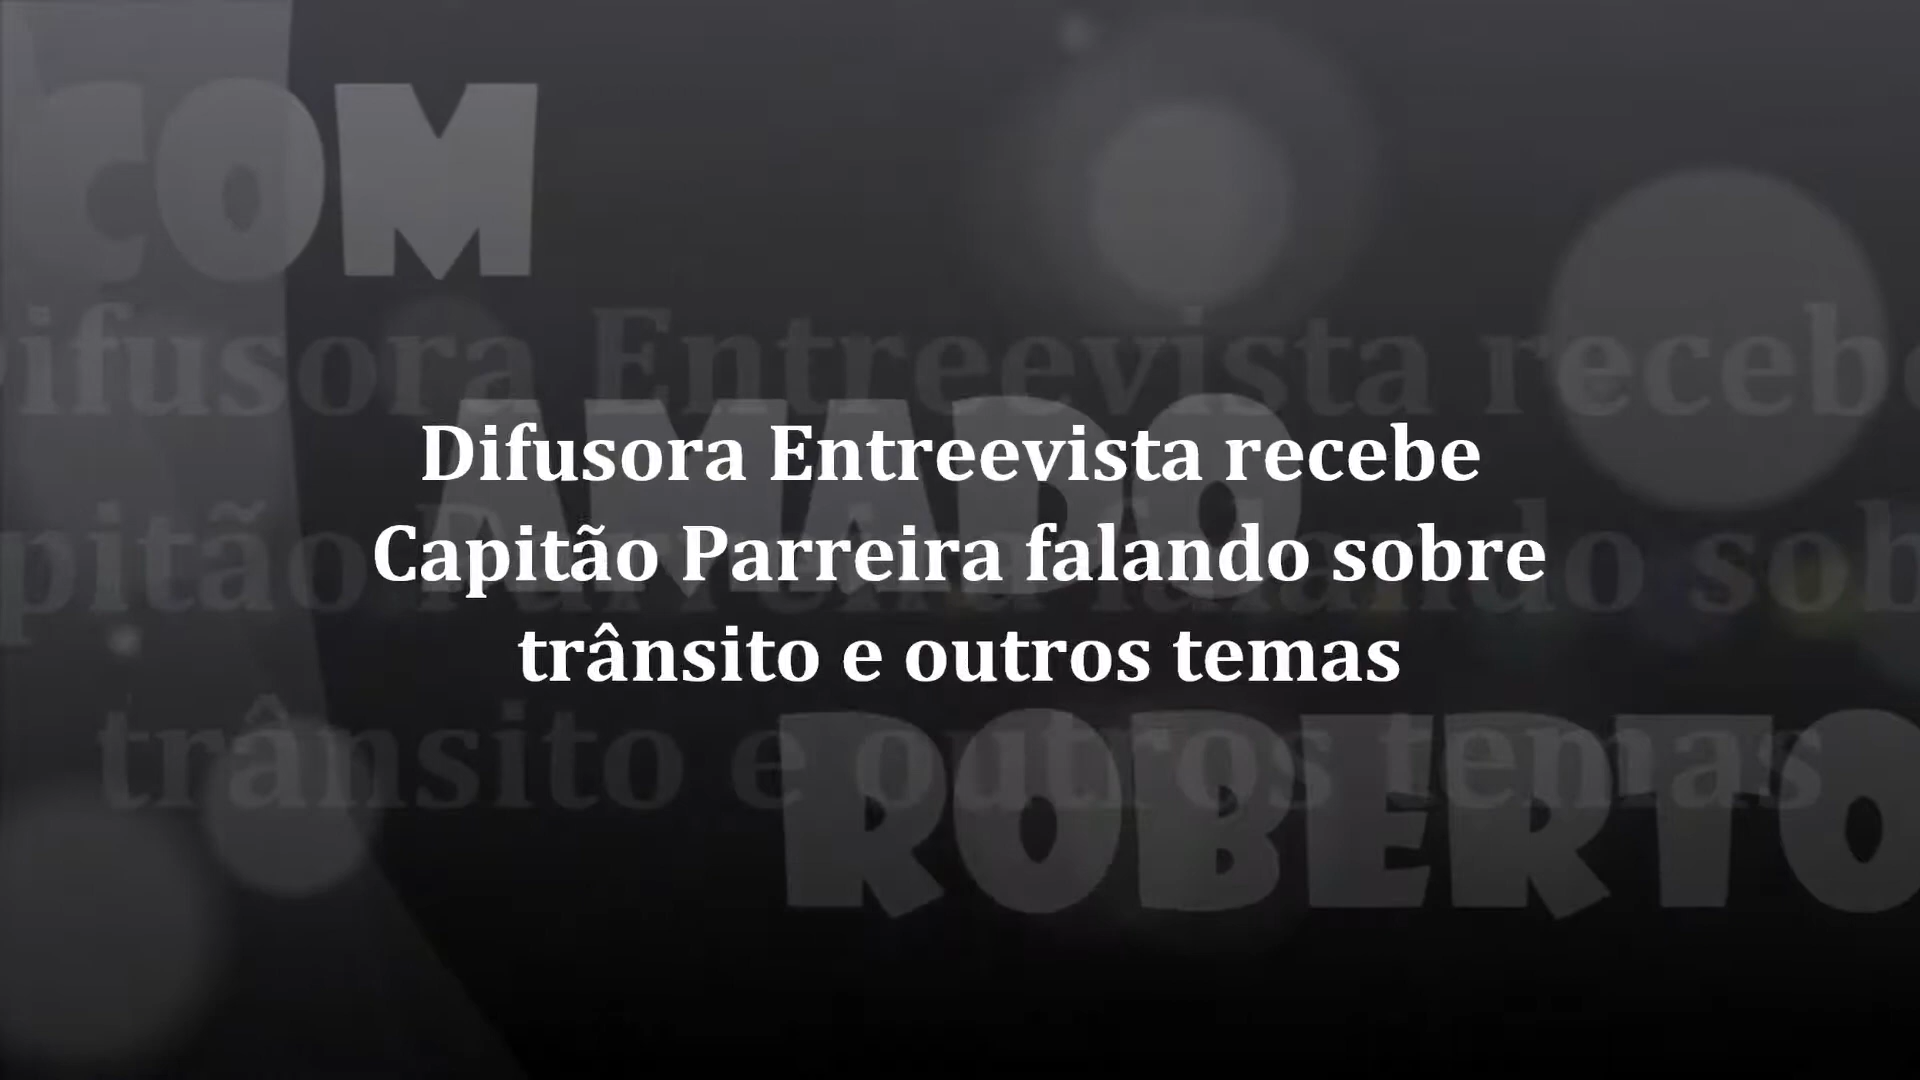 COM
Difusora Entreevista recebe
AMADO
Capitão Parreira falando sobre
trânsito e outros temas
ROBERTO